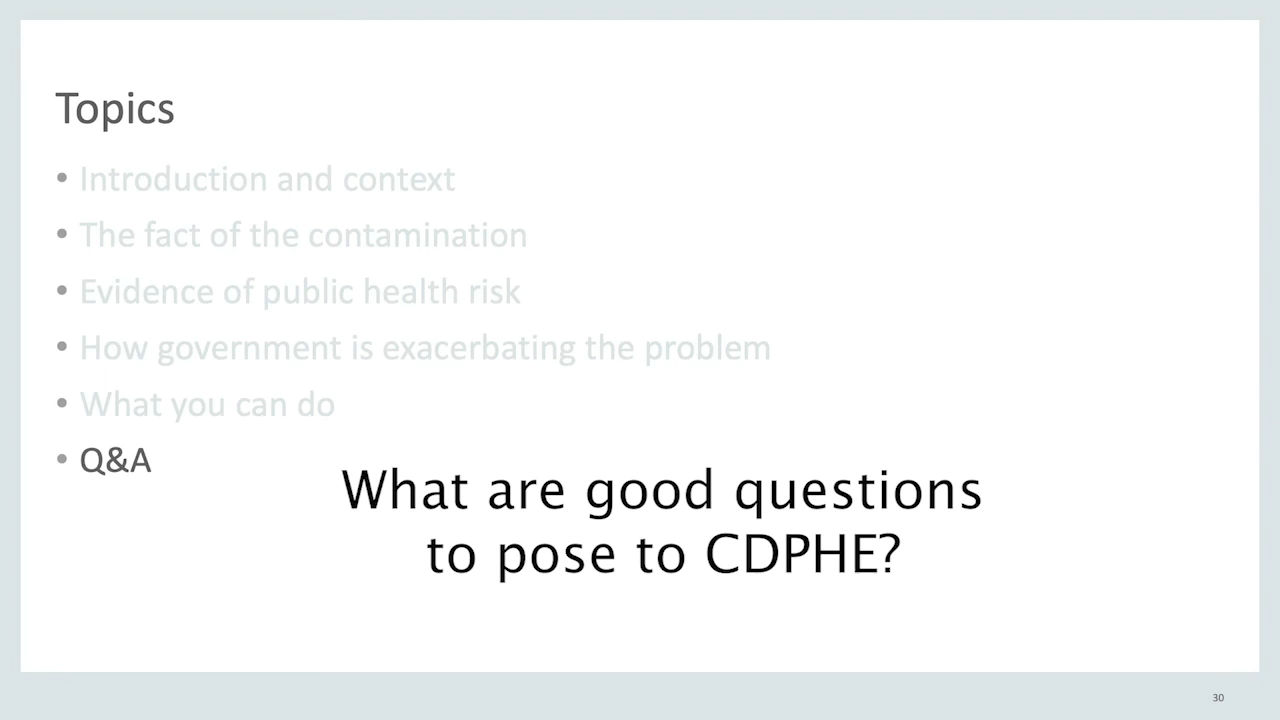 Topics
• Introduction and context
• The fact of the contamination
• Evidence of public health risk
• How government is exacerbating the problem
• What you can do
• Q&A
What are good questions
to pose to CDPHE?
30